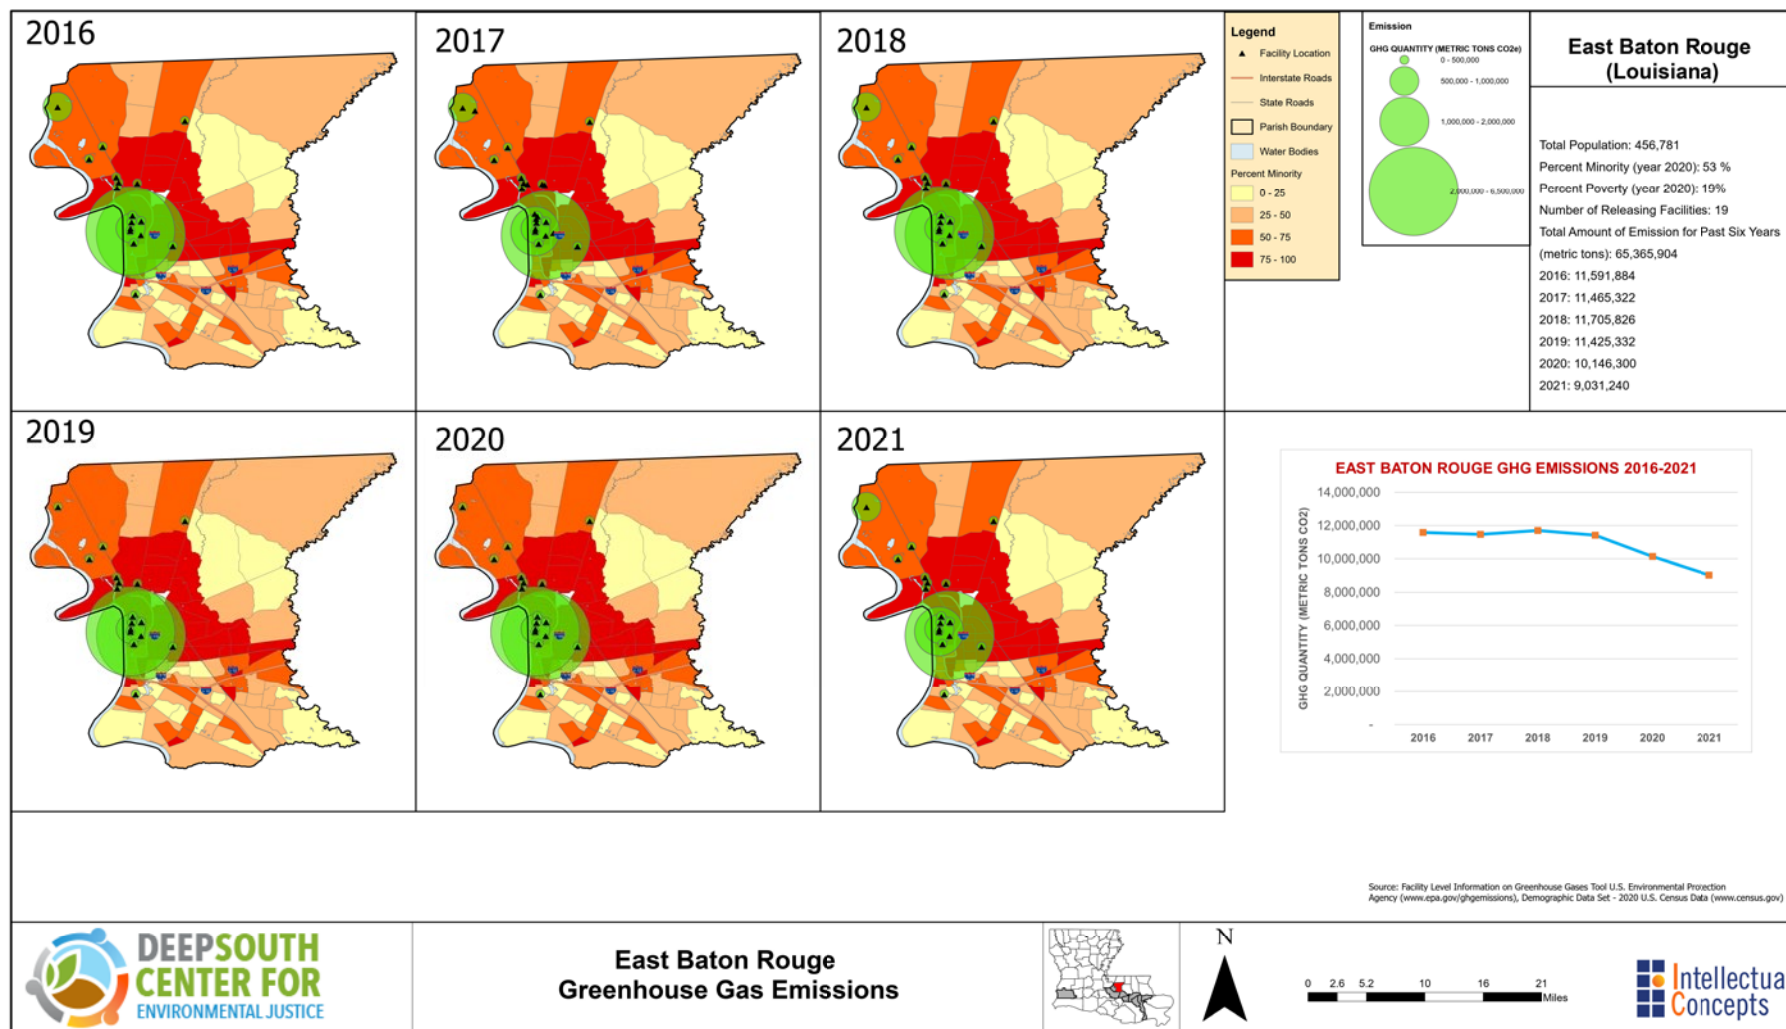 2016
2017
2018
Legend
Facility Location
Interstate Roads
State Roads
Parish Boundary
Water Bodies
Percent Minority
0 - 25
25 - 50
50 - 75
75 - 100
Emission
GHG QUANTITY (METRIC TONS CO2e)
0 - 500,000
500,000 - 1,000,000
1,000,000 - 2,000,000
2,000,000 - 6,500,000
East Baton Rouge
(Louisiana)
Total Population: 456,781
Percent Minority (year 2020): 53 %
Percent Poverty (year 2020): 19%
Number of Releasing Facilities: 19
Total Amount of Emission for Past Six Years
(metric tons): 65,365,904
2016: 11,591,884
2017: 11,465,322
2018: 11,705,826
2019: 11,425,332
2020: 10,146,300
2021: 9,031,240
2019
2020
2021
EAST BATON ROUGE GHG EMISSIONS 2016-2021
GHG QUANTITY (METRIC TONS CO2)
14,000,000
12,000,000
10,000,000
8,000,000
6,000,000
4,000,000
2,000,000
-
2016 2017 2018 2019 2020 2021
Source: Facility Level Information on Greenhouse Gases Tool U.S. Environmental Protection
Agency (www.epa.gov/ghgemissions), Demographic Data Set - 2020 U.S. Census Data (www.census.gov)
DEEPSOUTH
CENTER FOR
ENVIRONMENTAL JUSTICE
East Baton Rouge
Greenhouse Gas Emissions
N
0 2.6 5.2 10 16 21
Miles
Intellectua
Concepts